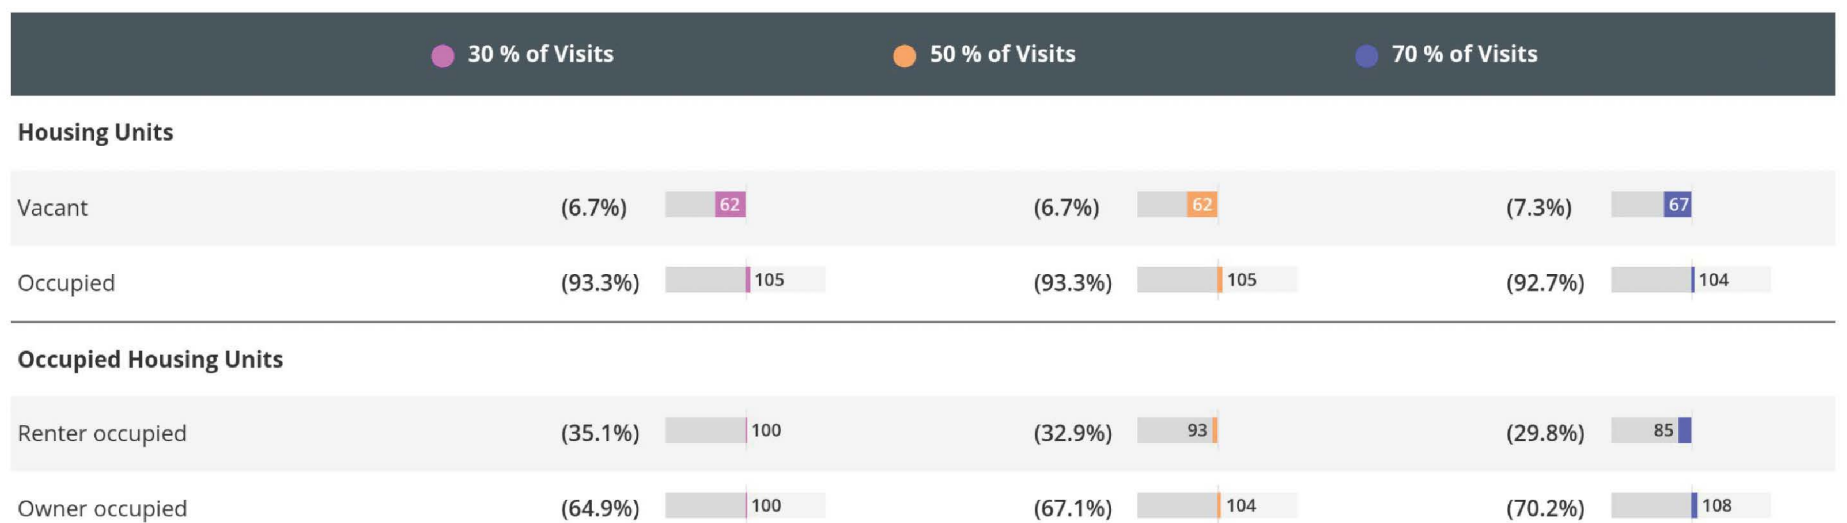 30 % of Visits 50 % of Visits 70 % of Visits
Housing Units
Vacant (6.7%) 62 (6.7%) 62 (7.3%) 67
Occupied (93.3%) 105 (93.3%) 105 (92.7%) 104
Occupied Housing Units
Renter occupied (35.1%) 100 (32.9%) 93 (29.8%) 85
Owner occupied (64.9%) 100 (67.1%) 104 (70.2%) 108